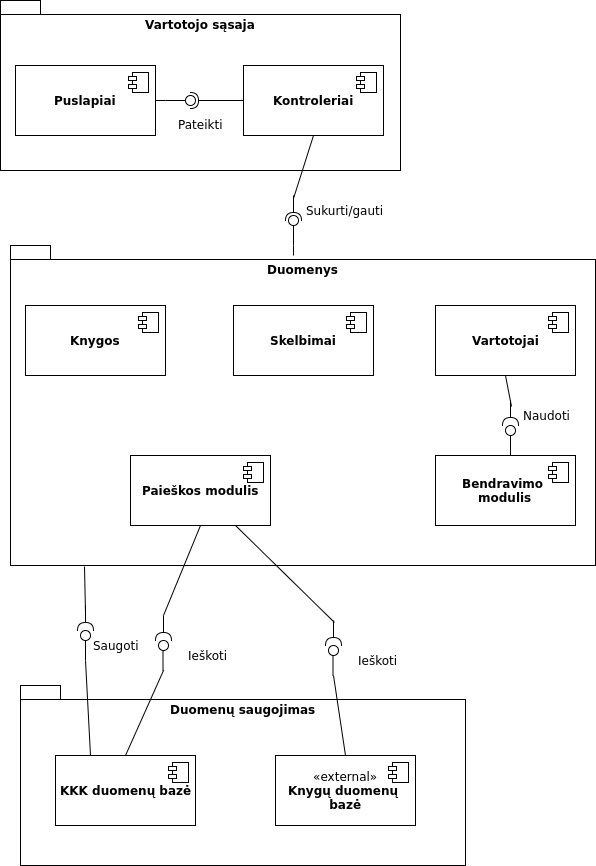 Vartotojo sąsaja
Puslapiai
Kontroleriai
Pateikti
Sukurti/gauti
Duomenys
Knygos
Skelbimai
Vartotojai
Naudoti
Paieškos modulis
Bendravimo
modulis
Saugoti
Ieškoti
Ieškoti
Duomenų saugojimas
KKK duomenų bazė
«external»
Knygų duomenų
bazė